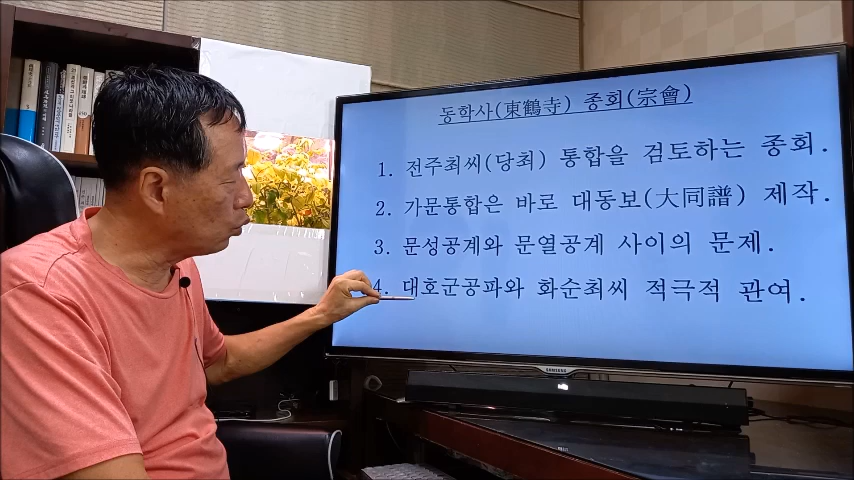 동학사(東鶴寺) 종회(宗會)
1. 전주최씨(당최) 통합을 검토하는 종회.
2. 가문통합은 바로 대동보(大同譜) 제작.
3. 문성공계와 문열공계 사이의 문제.
4. 대호군공파와 화순최씨 적극적 관여.
SAMSUNG